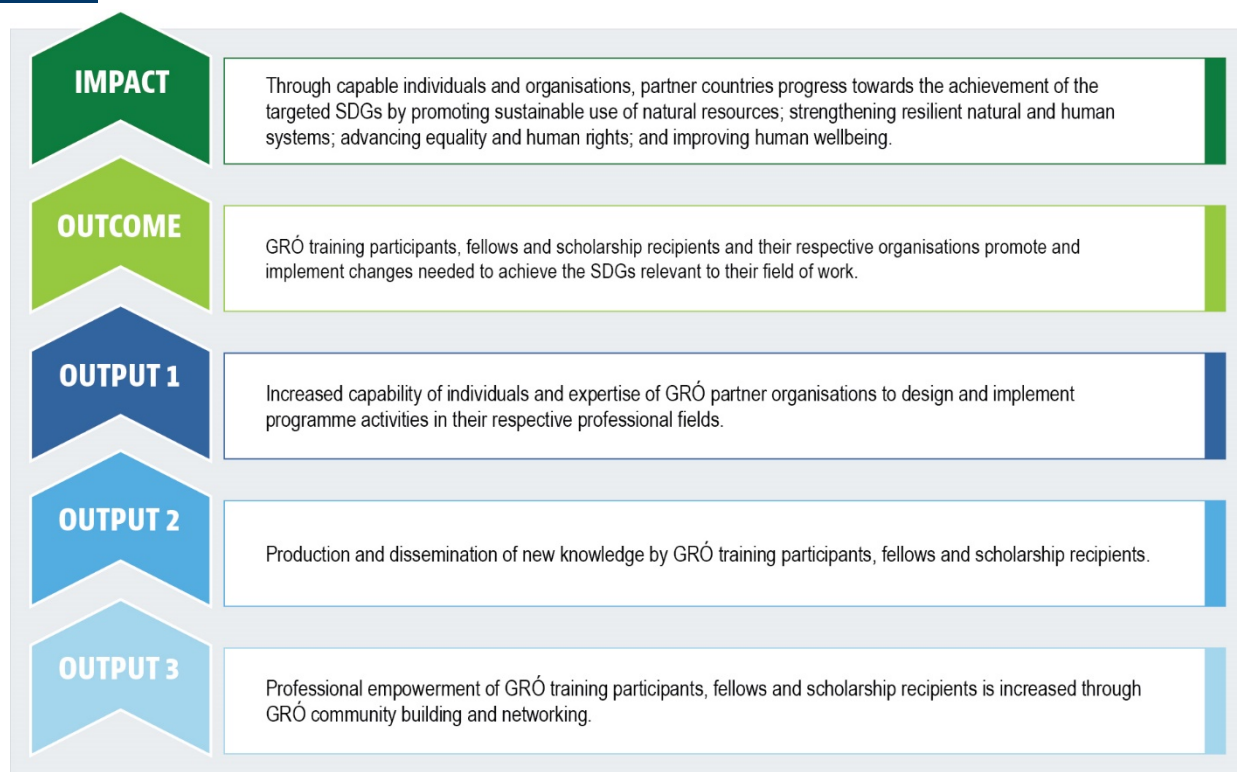 IMPACT
Through capable individuals and organisations, partner countries progress towards the achievement of the
targeted SDGs by promoting sustainable use of natural resources; strengthening resilient natural and human
systems; advancing equality and human rights; and improving human wellbeing.
OUTCOME
GRÓ training participants, fellows and scholarship recipients and their respective organisations promote and
implement changes needed to achieve the SDGs relevant to their field of work.
OUTPUT 1
Increased capability of individuals and expertise of GRÓ partner organisations to design and implement
programme activities in their respective professional fields.
OUTPUT 2
Production and dissemination of new knowledge by GRÓ training participants, fellows and scholarship recipients.
OUTPUT 3
Professional empowerment of GRÓ training participants, fellows and scholarship recipients is increased through
GRÓ community building and networking.